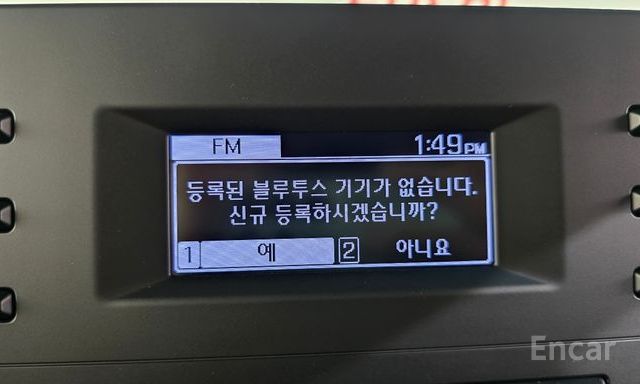 FM 1:49PM
등록된 블루투스 기기가 없습니다.
신규 등록하시겠습니까?
1 예 2 아니요
Encar